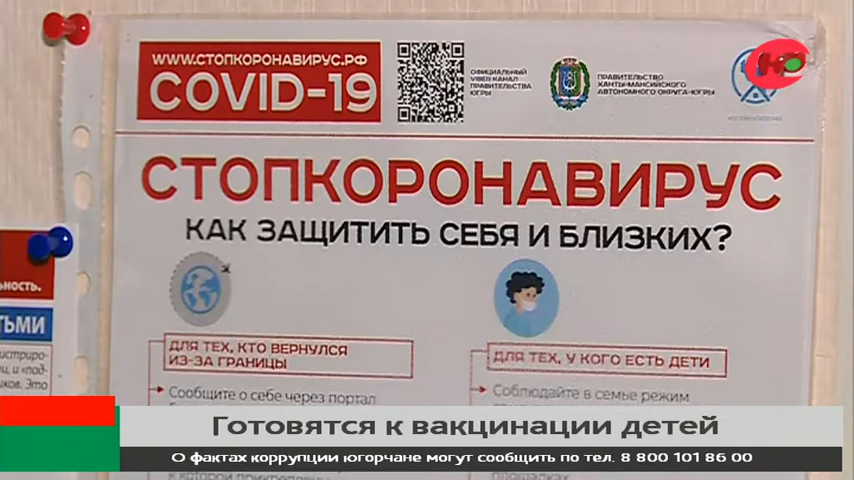 WWW.СТОПКОРОНАВИРУС.РФ
COVID-19
ОФИЦИАЛЬНЫЙ
VIBER КАНАЛ
ПРАВИТЕЛЬСТВА
ЮГРЫ
ПРАВИТЕЛЬСТВО
ХАНТЫ-МАНСИЙСКОГО
АВТОНОМНОГО ОКРУГА-ЮГРЫ
СТОПКОРОНАВИРУС
КАК ЗАЩИТИТЬ СЕБЯ И БЛИЗКИХ?
ьность.
ТЬМИ
ДЛЯ ТЕХ, КТО ВЕРНУЛСЯ
ИЗ-ЗА ГРАНИЦЫ
Сообщите о себе через портал
ДЛЯ ТЕХ, У КОГО ЕСТЬ ДЕТИ
Соблюдайте в семье режим
Готовятся к вакцинации детей
О фактах коррупции югорчане могут сообщить по тел. 8 800 101 86 00